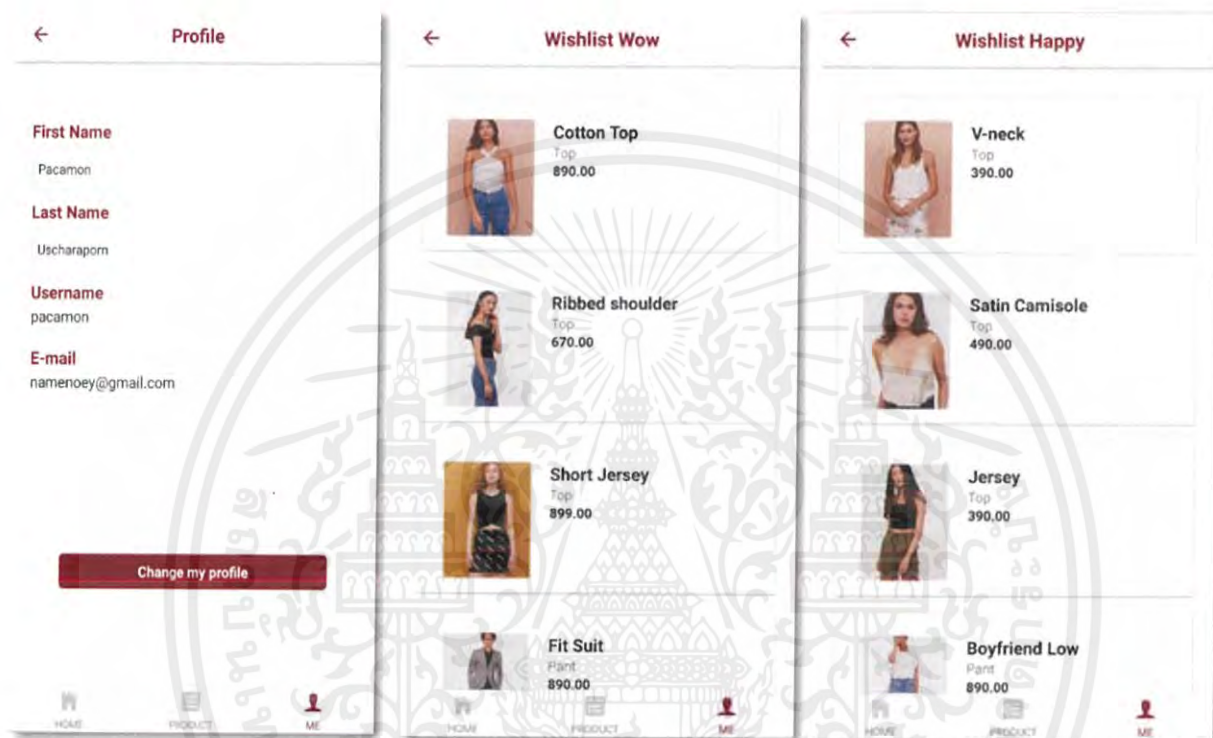 Profile
First Name
Pacamon
Last Name
Uscharaporn
Username
pacamon
E-mail
namenoey@gmail.com
Change my profile
HOME
PRODUCT
ME
Wishlist Wow
Cotton Top
Top
890.00
Ribbed shoulder
Top
670.00
Short Jersey
Top
899.00
Fit Suit
Pant
890.00
HOME
PRODUCT
ME
Wishlist Happy
V-neck
Top
390.00
Satin Camisole
Top
490.00
Jersey
Top
390.00
Boyfriend Low
Pant
890.00
HOME
PRODUCT
ME